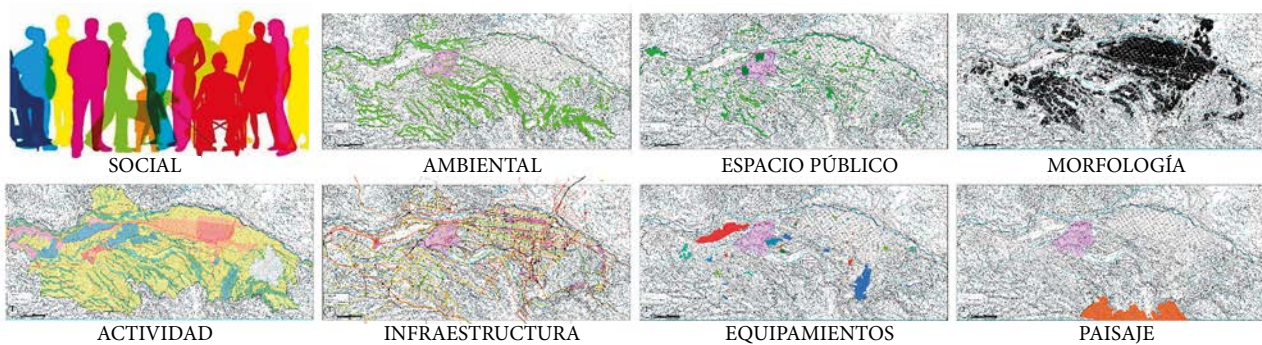 SOCIAL
AMBIENTAL
ESPACIO PÚBLICO
MORFOLOGÍA
ACTIVIDAD
INFRAESTRUCTURA
EQUIPAMIENTOS
PAISAJE